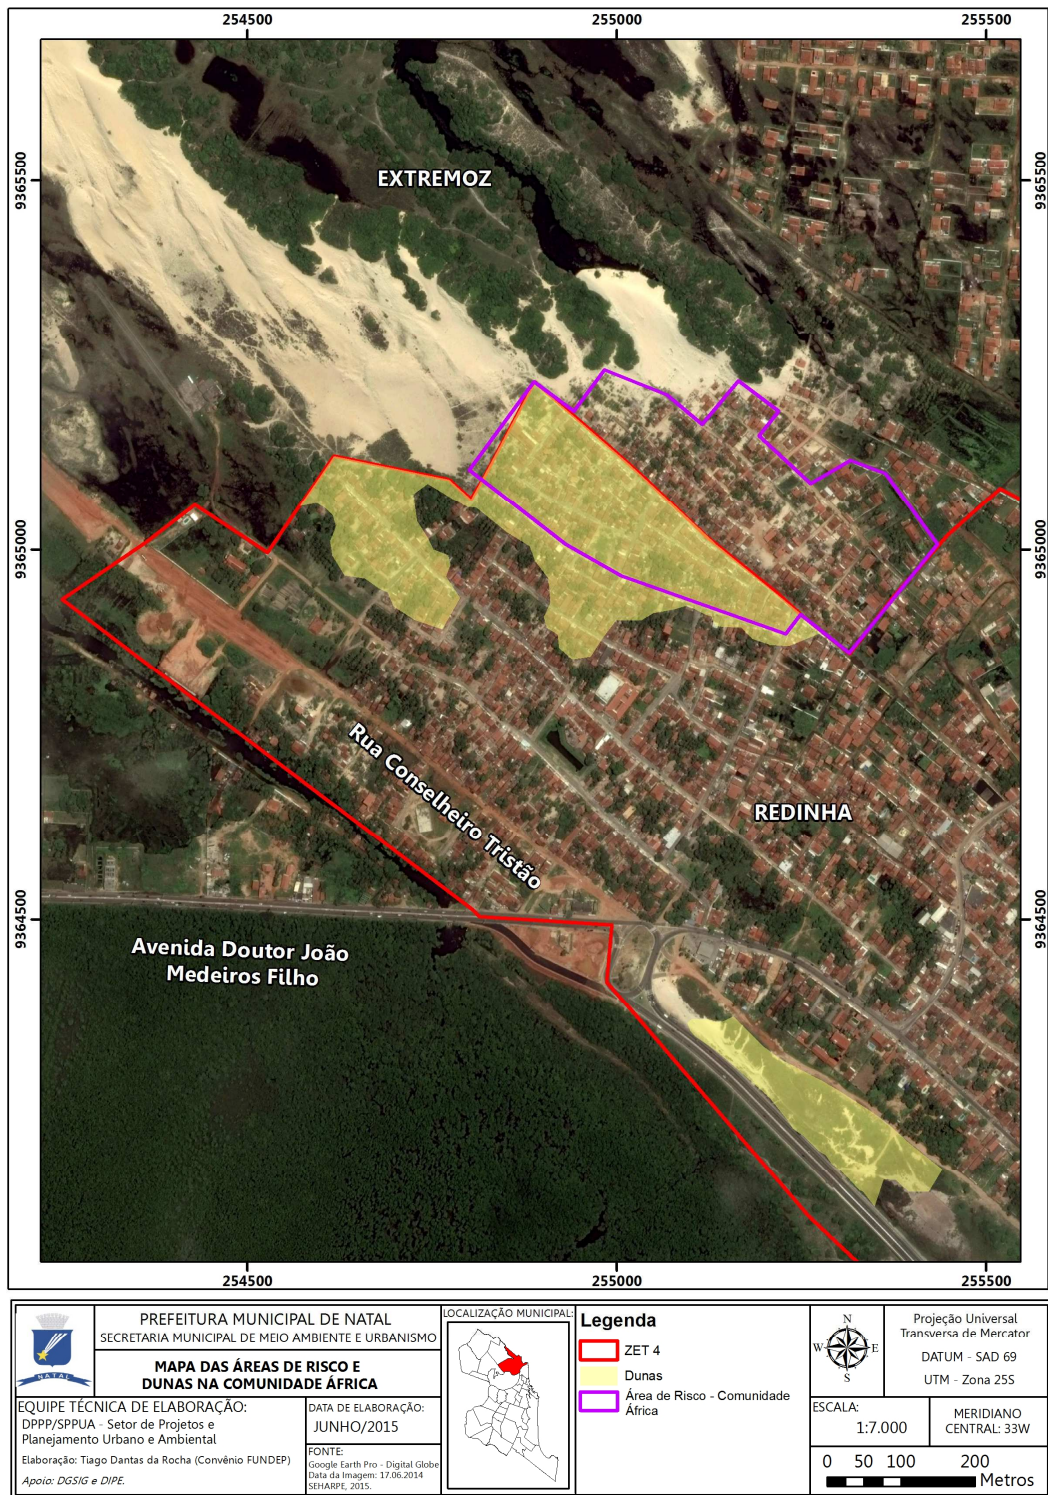 254500
255000
255500
9365500
9365500
EXTREMOZ
9365000
9365000
Rua Conselheiro Tristão
REDINHA
9364500
9364500
Avenida Doutor João
Medeiros Filho
254500
255000
255500
NATAL
PREFEITURA MUNICIPAL DE NATAL
SECRETARIA MUNICIPAL DE MEIO AMBIENTE E URBANISMO
MAPA DAS ÁREAS DE RISCO E
DUNAS NA COMUNIDADE ÁFRICA
EQUIPE TÉCNICA DE ELABORAÇÃO:
DPPP/SPPUA - Setor de Projetos e
Planejamento Urbano e Ambiental
Elaboração: Tiago Dantas da Rocha (Convênio FUNDEP)
Apoio: DGSIG e DIPE.
DATA DE ELABORAÇÃO:
JUNHO/2015
FONTE:
Google Earth Pro - Digital Globe
Data da Imagem: 17.06.2014
SEHARPE, 2015.
LOCALIZAÇÃO MUNICIPAL:
Legenda
ZET 4
Dunas
Área de Risco - Comunidade
África
N
W
E
S
Projeção Universal
Transversa de Mercator
DATUM - SAD 69
UTM - Zona 25S
ESCALA:
1:7.000
MERIDIANO
CENTRAL: 33W
0 50 100 200
Metros